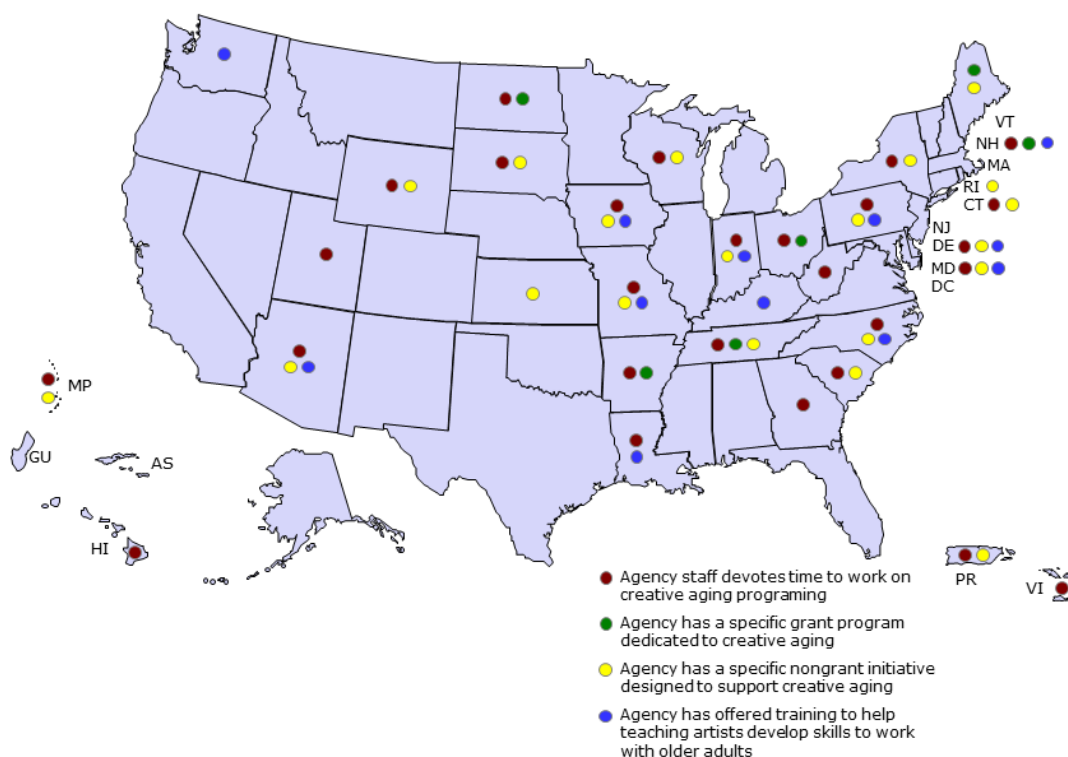 VT
NH
MA
RI
CT
NJ
DE
MD
DC
MP
GU
AS
HI
PR
VI
Agency staff devotes time to work on
creative aging programing
Agency has a specific grant program
dedicated to creative aging
Agency has a specific nongrant initiative
designed to support creative aging
Agency has offered training to help
teaching artists develop skills to work
with older adults